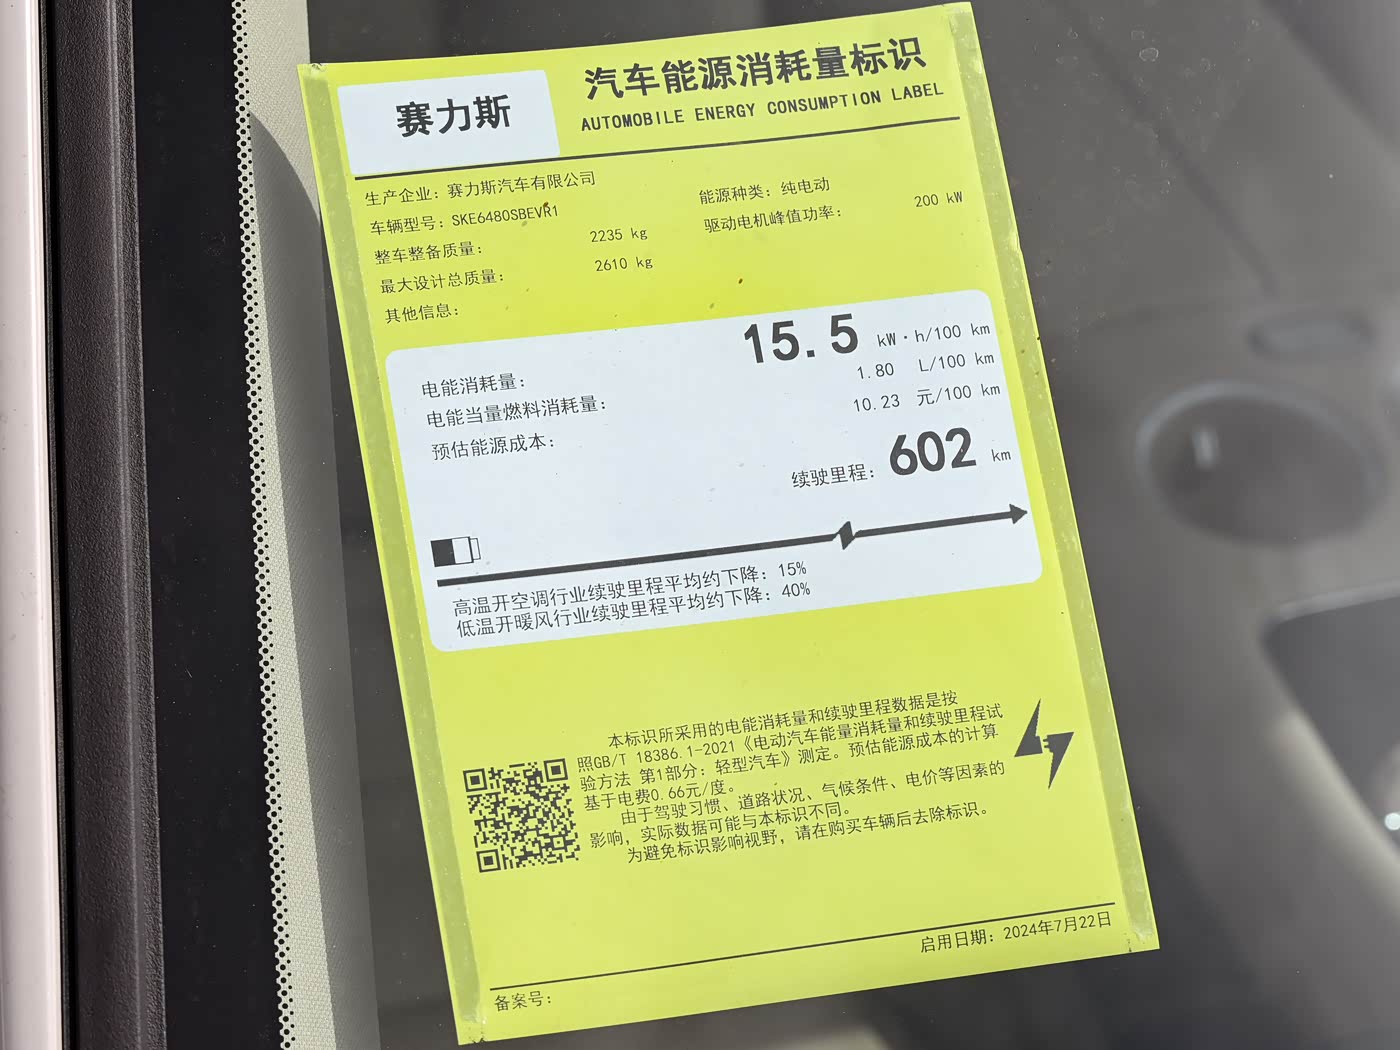 赛力斯
汽车能源消耗量标识
AUTOMOBILE ENERGY CONSUMPTION LABEL
生产企业：赛力斯汽车有限公司
能源种类：纯电动
车辆型号：SKE6480SBEVR1
驱动电机峰值功率： 200 kW
整车整备质量： 2235 kg
最大设计总质量： 2610 kg
其他信息：
电能消耗量： 15.5 kW·h/100 km
电能当量燃料消耗量： 1.80 L/100 km
预估能源成本： 10.23 元/100 km
续驶里程： 602 km
高温开空调行业续驶里程平均约下降：15%
低温开暖风行业续驶里程平均约下降：40%
本标识所采用的电能消耗量和续驶里程数据是按
照GB/T 18386.1-2021《电动汽车能量消耗量和续驶里程试
验方法 第1部分：轻型汽车》测定。预估能源成本的计算
基于电费0.66元/度。
由于驾驶习惯、道路状况、气候条件、电价等因素的
影响，实际数据可能与本标识不同。
为避免标识影响视野，请在购买车辆后去除标识。
启用日期：2024年7月22日
备案号：